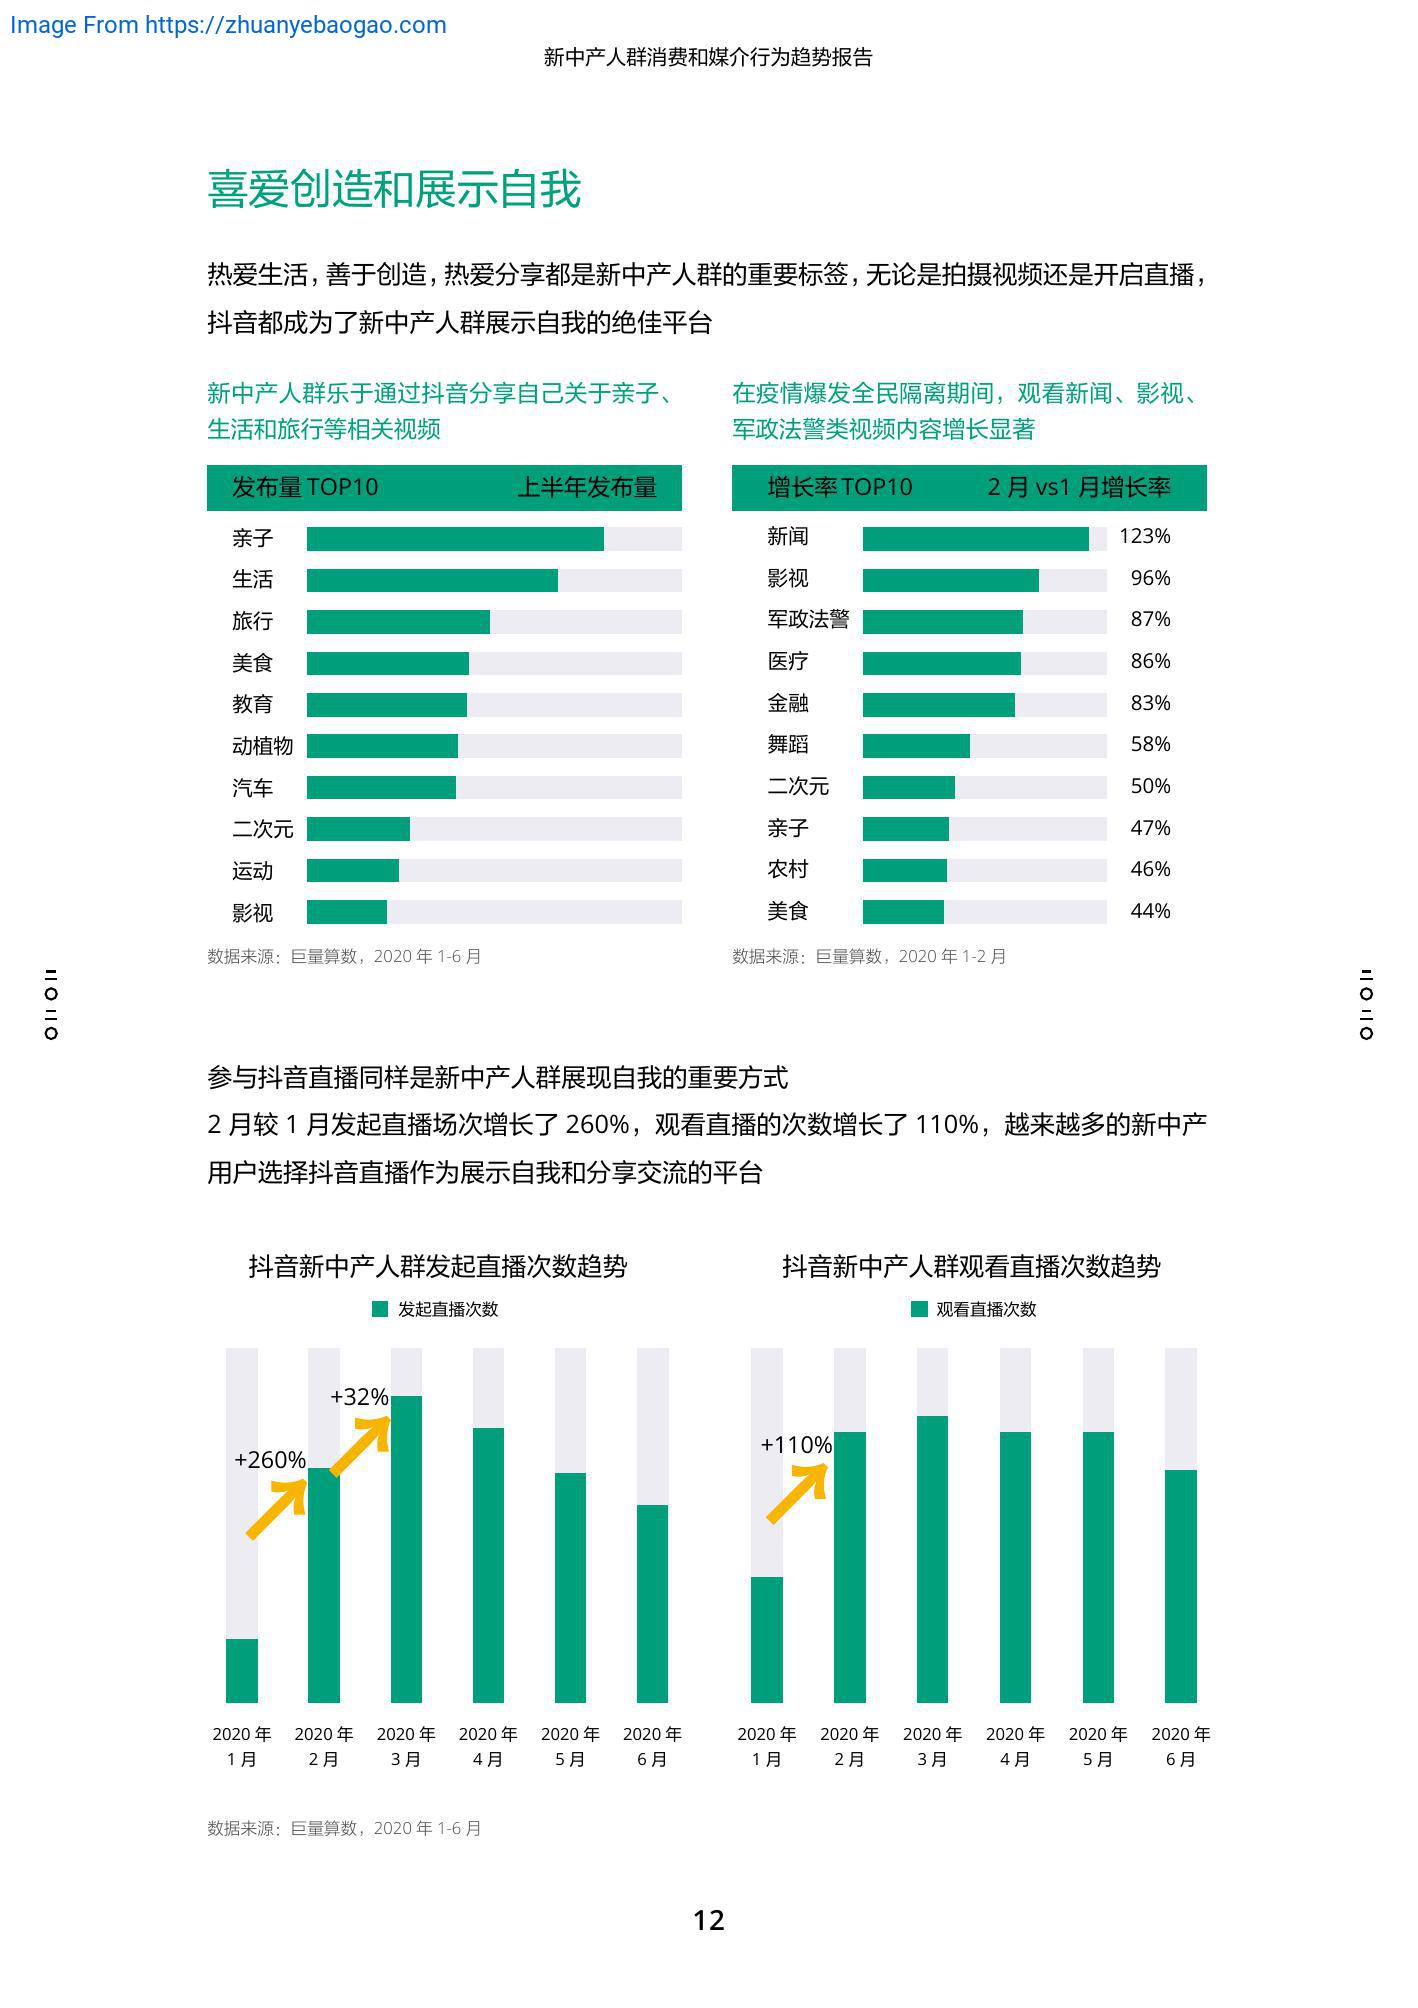 Image From https://zhuanyebaogao.com
新中产人群消费和媒介行为趋势报告
喜爱创造和展示自我
热爱生活，善于创造，热爱分享都是新中产人群的重要标签，无论是拍摄视频还是开启直播，
抖音都成为了新中产人群展示自我的绝佳平台
新中产人群乐于通过抖音分享自己关于亲子、
生活和旅行等相关视频
发布量 TOP10 上半年发布量
亲子
生活
旅行
美食
教育
动植物
汽车
二次元
运动
影视
数据来源：巨量算数，2020 年 1-6 月
在疫情爆发全民隔离期间，观看新闻、影视、
军政法警类视频内容增长显著
增长率 TOP10 2 月 vs1 月增长率
新闻 123%
影视 96%
军政法警 87%
医疗 86%
金融 83%
舞蹈 58%
二次元 50%
亲子 47%
农村 46%
美食 44%
数据来源：巨量算数，2020 年 1-2 月
二〇二〇
二〇二〇
参与抖音直播同样是新中产人群展现自我的重要方式
2 月较 1 月发起直播场次增长了 260%，观看直播的次数增长了 110%，越来越多的新中产
用户选择抖音直播作为展示自我和分享交流的平台
抖音新中产人群发起直播次数趋势
发起直播次数
+32%
+260%
2020 年 2020 年 2020 年 2020 年 2020 年 2020 年
1 月 2 月 3 月 4 月 5 月 6 月
抖音新中产人群观看直播次数趋势
观看直播次数
+110%
2020 年 2020 年 2020 年 2020 年 2020 年 2020 年
1 月 2 月 3 月 4 月 5 月 6 月
数据来源：巨量算数，2020 年 1-6 月
12